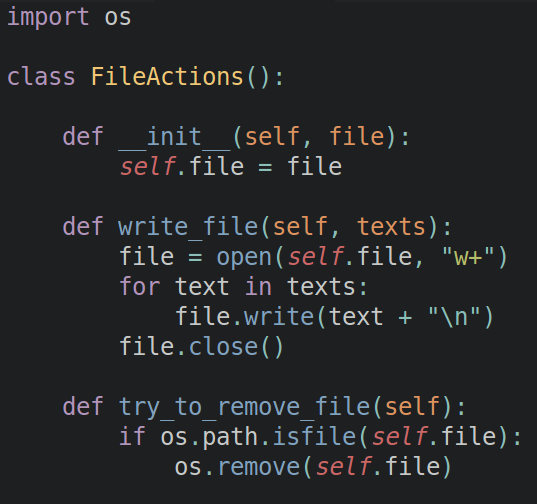 import os
class FileActions():
    def __init__(self, file):
        self.file = file
    def write_file(self, texts):
        file = open(self.file, "w+")
        for text in texts:
            file.write(text + "\n")
        file.close()
    def try_to_remove_file(self):
        if os.path.isfile(self.file):
            os.remove(self.file)